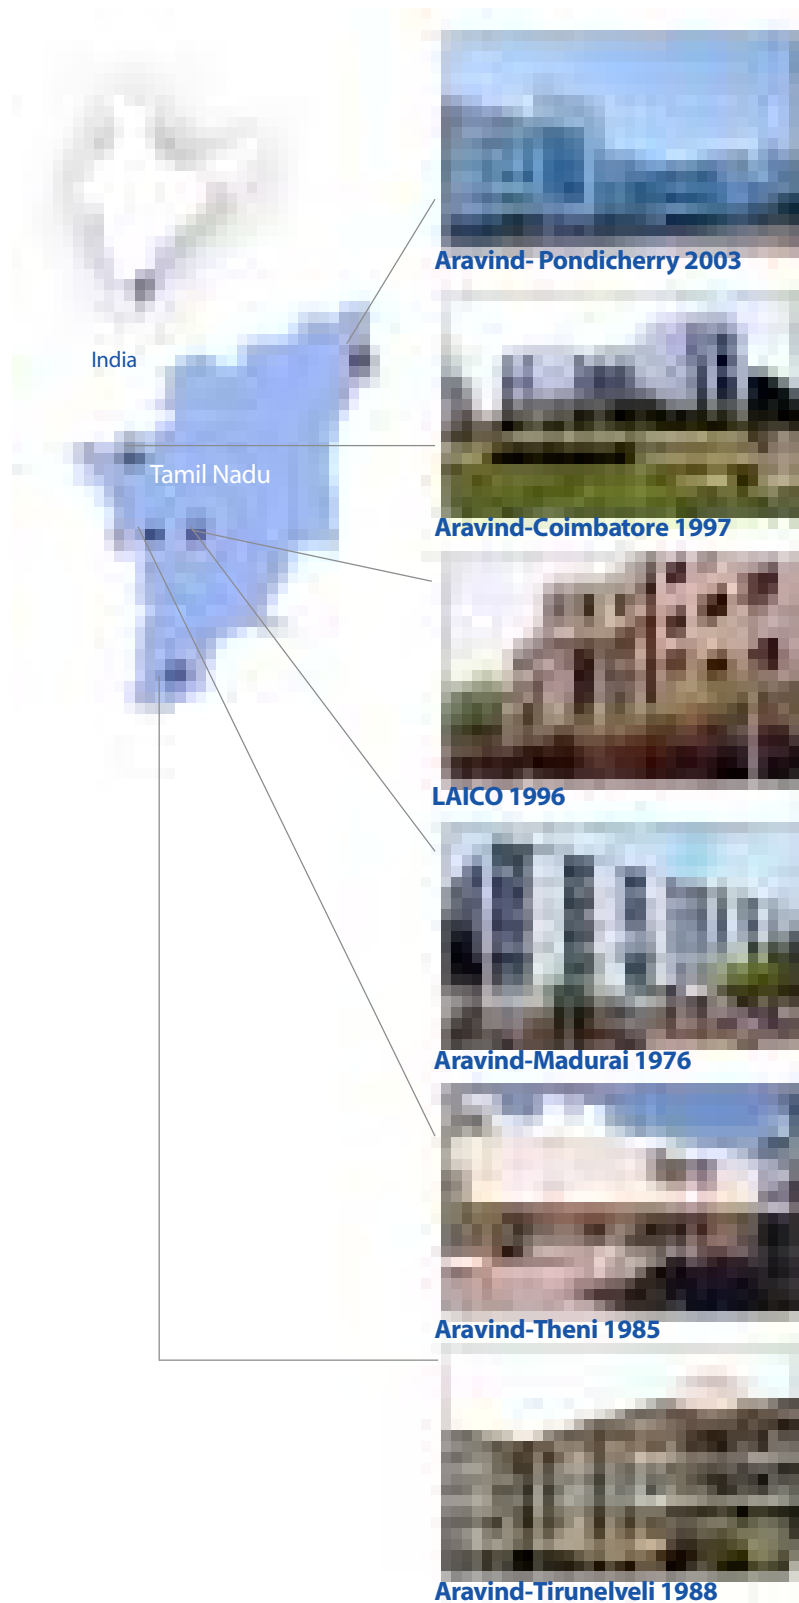 Aravind- Pondicherry 2003
India
Tamil Nadu
Aravind-Coimbatore 1997
LAICO 1996
Aravind-Madurai 1976
Aravind-Theni 1985
Aravind-Tirunelveli 1988